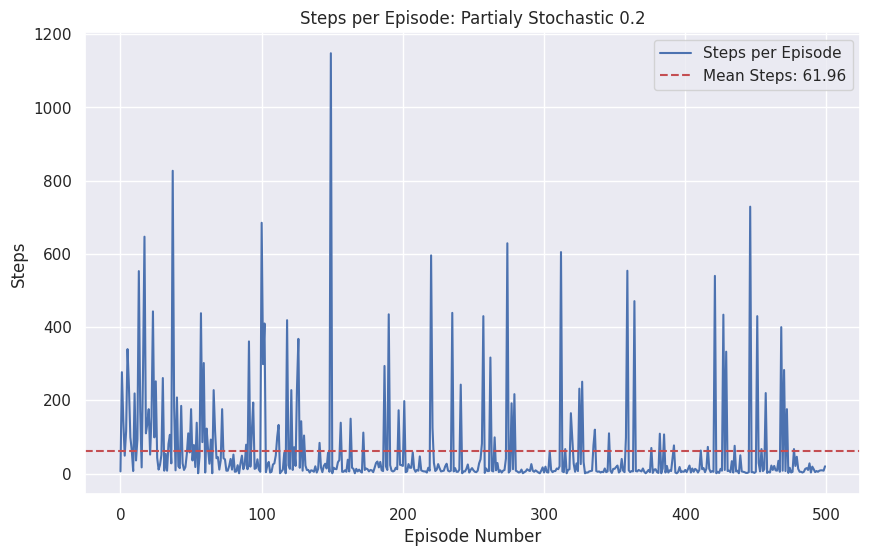 Steps per Episode: Partialy Stochastic 0.2
Steps per Episode
Mean Steps: 61.96
1200
1000
800
600
400
200
0
Steps
0
100
200
300
400
500
Episode Number